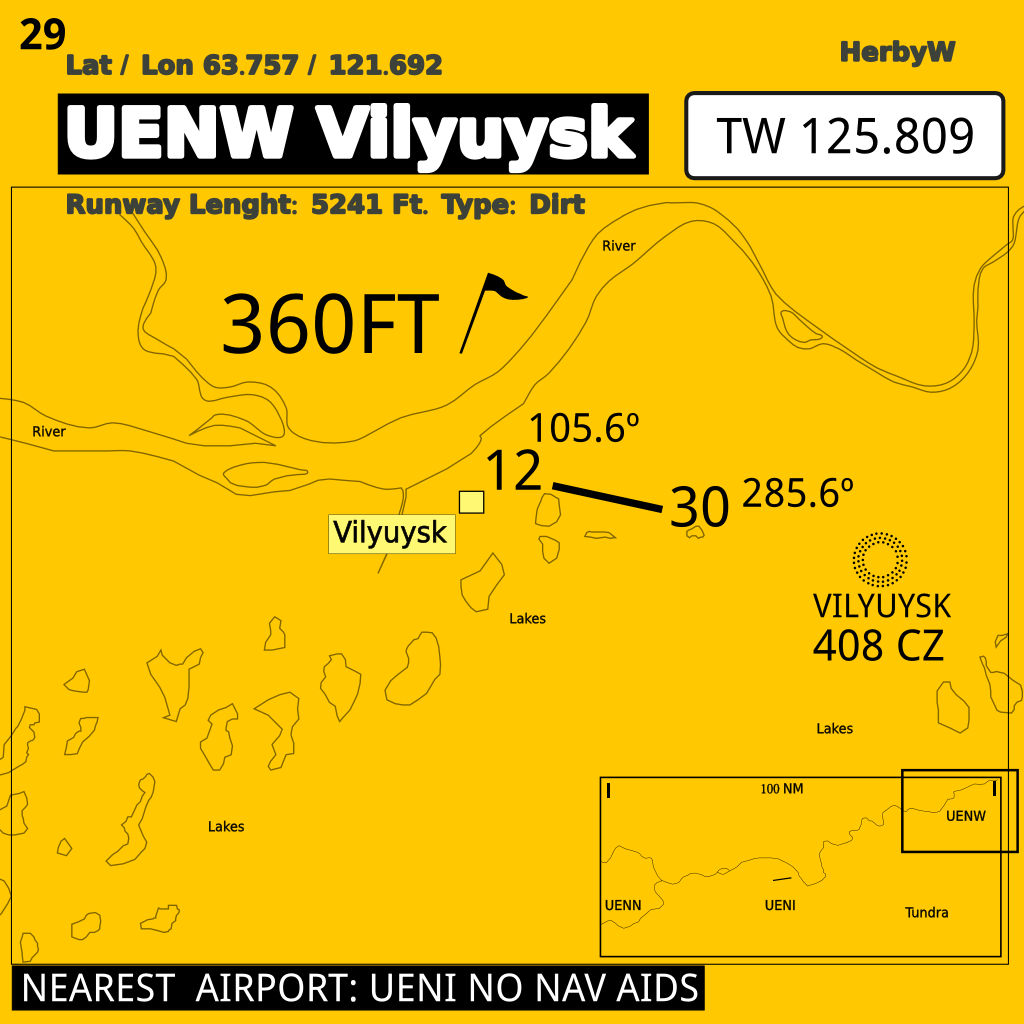 29
Lat / Lon 63.757 / 121.692
HerbyW
UENW Vilyuysk
TW 125.809
Runway Lenght: 5241 Ft. Type: Dirt
River
360FT
River
105.6º
12
30
285.6º
Vilyuysk
VILYUYSK
408 CZ
Lakes
Lakes
Lakes
100 NM
UENW
UENN
UENI
Tundra
NEAREST AIRPORT: UENI NO NAV AIDS